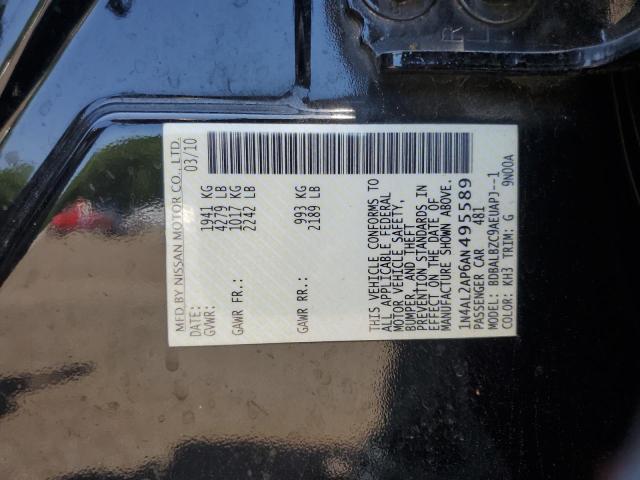 MFD BY NISSAN MOTOR CO., LTD.
DATE: 03/10
GVWR: 1941 KG
4279 LB
GAWR FR.: 1017 KG
2242 LB
GAWR RR.: 993 KG
2189 LB
THIS VEHICLE CONFORMS TO
ALL APPLICABLE FEDERAL
MOTOR VEHICLE SAFETY,
BUMPER, AND THEFT
PREVENTION STANDARDS IN
EFFECT ON THE DATE OF
MANUFACTURE SHOWN ABOVE.
1N4AL2AP6AN495589
PASSENGER CAR 481
MODEL: BDBALBZC9AEUAPJ--1
COLOR: KH3 TRIM: G 9N00A
R